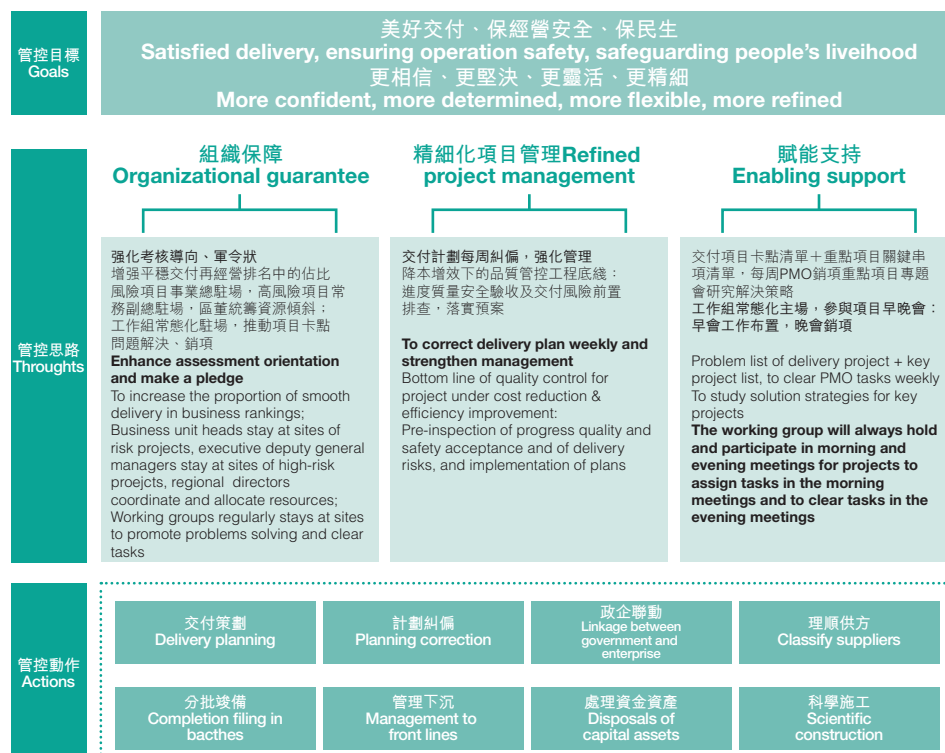 管控目標
Goals
美好交付、保經營安全、保民生
Satisfied delivery, ensuring operation safety, safeguarding people's liveihood
更相信、更堅決、更靈活、更精細
More confident, more determined, more flexible, more refined
管控思路
Throughts
組織保障
Organizational guarantee
强化考核導向、軍令狀
增强平穩交付再經營排名中的佔比
風險項目事業總駐場，高風險項目常
務副總駐場，區董統籌資源傾斜；
工作組常態化駐場，推動項目卡點
問題解決、銷項
Enhance assessment orientation
and make a pledge
To increase the proportion of smooth
delivery in business rankings;
Business unit heads stay at sites of
risk projects, executive deputy general
managers stay at sites of high-risk
proejcts, regional directors
coordinate and allocate resources;
Working groups regularly stays at sites
to promote problems solving and clear
tasks
精細化項目管理Refined
project management
交付計劃每周糾偏，强化管理
降本增效下的品質管控工程底綫：
進度質量安全驗收及交付風險前置
排查，落實預案
To correct delivery plan weekly and
strengthen management
Bottom line of quality control for
project under cost reduction &
efficiency improvement:
Pre-inspection of progress quality and
safety acceptance and of delivery
risks, and implementation of plans
賦能支持
Enabling support
交付項目卡點清單＋重點項目關鍵串
項清單，每周PMO銷項重點項目專題
會研究解決策略
工作組常態化主場，參與項目早晚會：
早會工作布置，晚會銷項
Problem list of delivery project + key
project list, to clear PMO tasks weekly
To study solution strategies for key
projects
The working group will always hold
and participate in morning and
evening meetings for projects to
assign tasks in the morning
meetings and to clear tasks in the
evening meetings
管控動作
Actions
交付策劃
Delivery planning
計劃糾偏
Planning correction
政企聯動
Linkage between
government and
enterprise
理順供方
Classify suppliers
分批竣備
Completion filing in
bacthes
管理下沉
Management to
front lines
處理資金資產
Disposals of
capital assets
科學施工
Scientific
construction